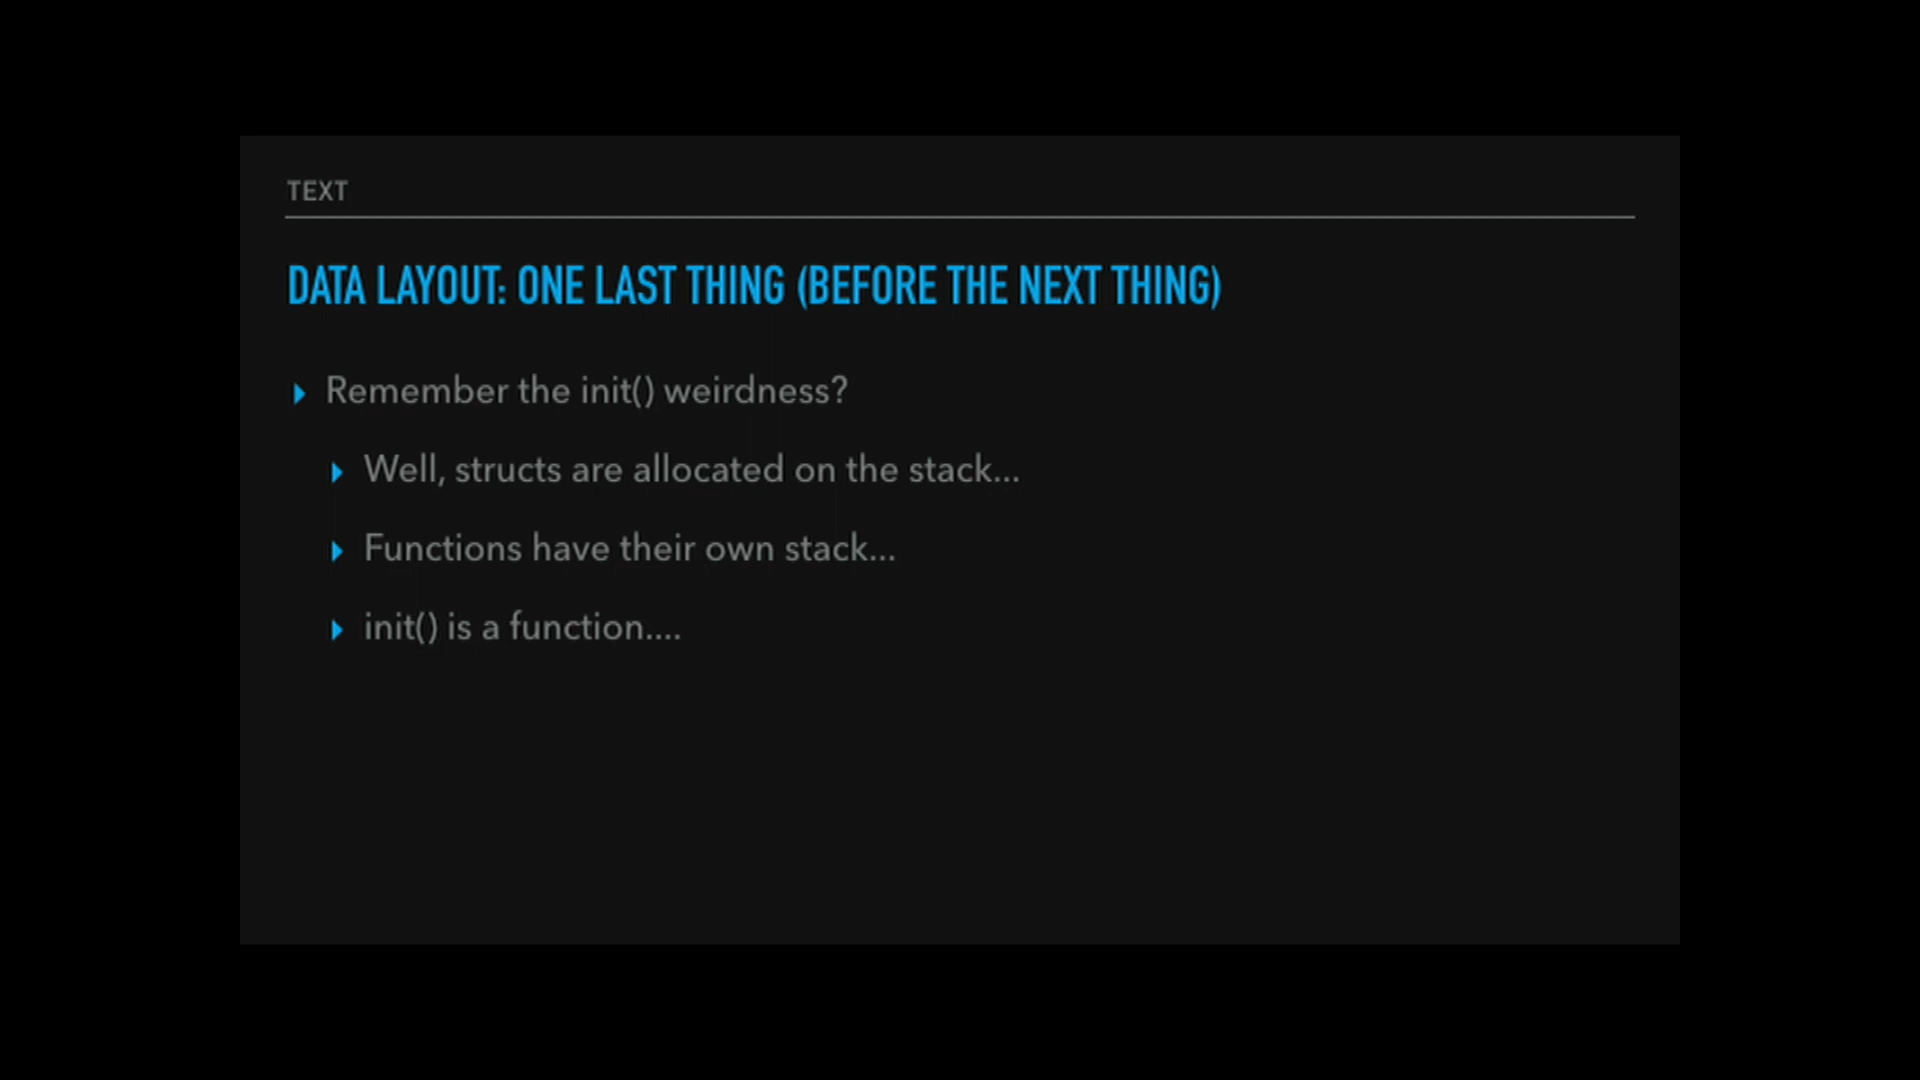 TEXT
DATA LAYOUT: ONE LAST THING (BEFORE THE NEXT THING)
Remember the init() weirdness?
Well, structs are allocated on the stack...
Functions have their own stack...
init() is a function....